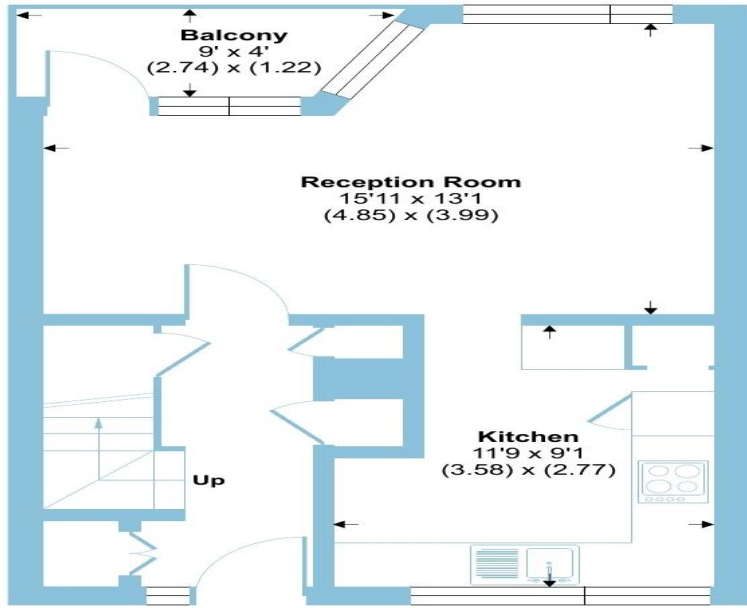 Balcony
9' x 4'
(2.74) x (1.22)
Reception Room
15'11 x 13'1
(4.85) x (3.99)
Kitchen
11'9 x 9'1
(3.58) x (2.77)
Up